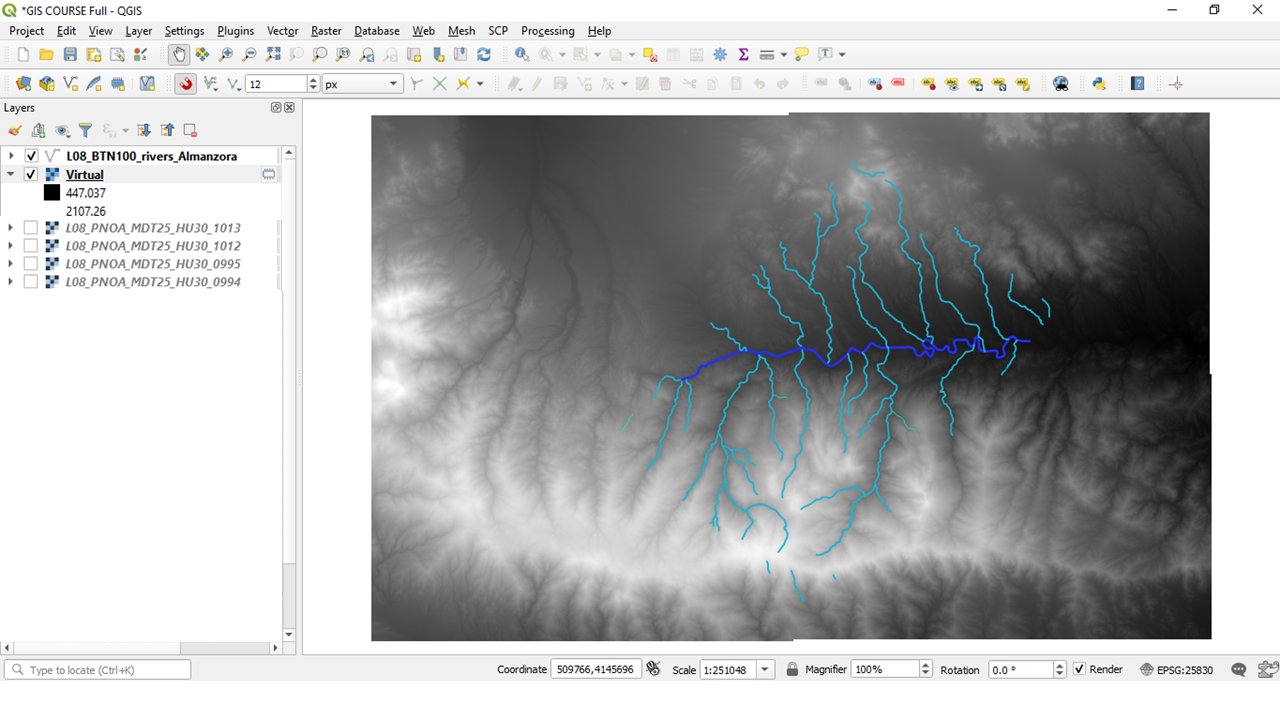 *GIS COURSE Full - QGIS
Project Edit View Layer Settings Plugins Vector Raster Database Web Mesh SCP Processing Help
12 px
Layers
L08_BTN100_rivers_Almanzora
Virtual
447.037
2107.26
L08_PNOA_MDT25_HU30_1013
L08_PNOA_MDT25_HU30_1012
L08_PNOA_MDT25_HU30_0995
L08_PNOA_MDT25_HU30_0994
Type to locate (Ctrl+K) Coordinate 509766,4145696 Scale 1:251048 Magnifier 100% Rotation 0.0 ° Render EPSG:25830